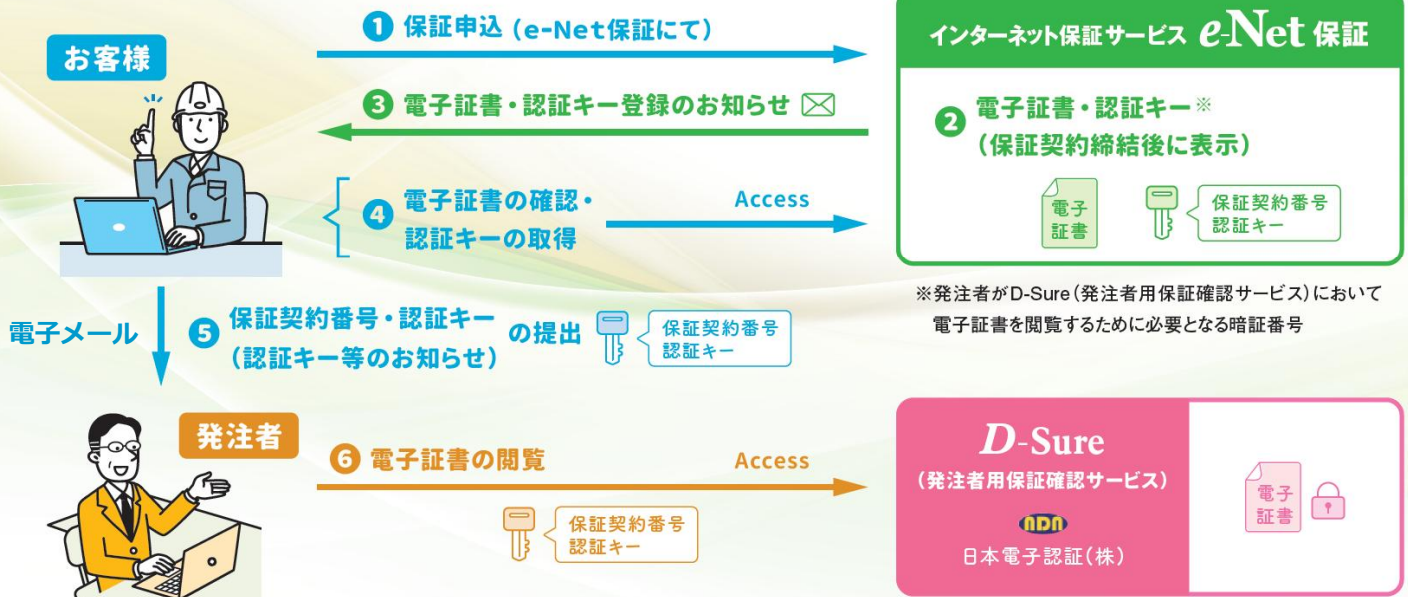 お客様
❶ 保証申込(e-Net保証にて)
❸ 電子証書・認証キー登録のお知らせ
❹ 電子証書の確認・
認証キーの取得
Access
インターネット保証サービス e-Net 保証
❷ 電子証書・認証キー※
(保証契約締結後に表示)
電子
証書
保証契約番号
認証キー
※発注者がD-Sure(発注者用保証確認サービス)において
電子証書を閲覧するために必要となる暗証番号
電子メール
❺ 保証契約番号・認証キー
(認証キー等のお知らせ)
の提出
保証契約番号
認証キー
発注者
❻ 電子証書の閲覧
Access
保証契約番号
認証キー
D-Sure
(発注者用保証確認サービス)
NDN
日本電子認証(株)
電子
証書